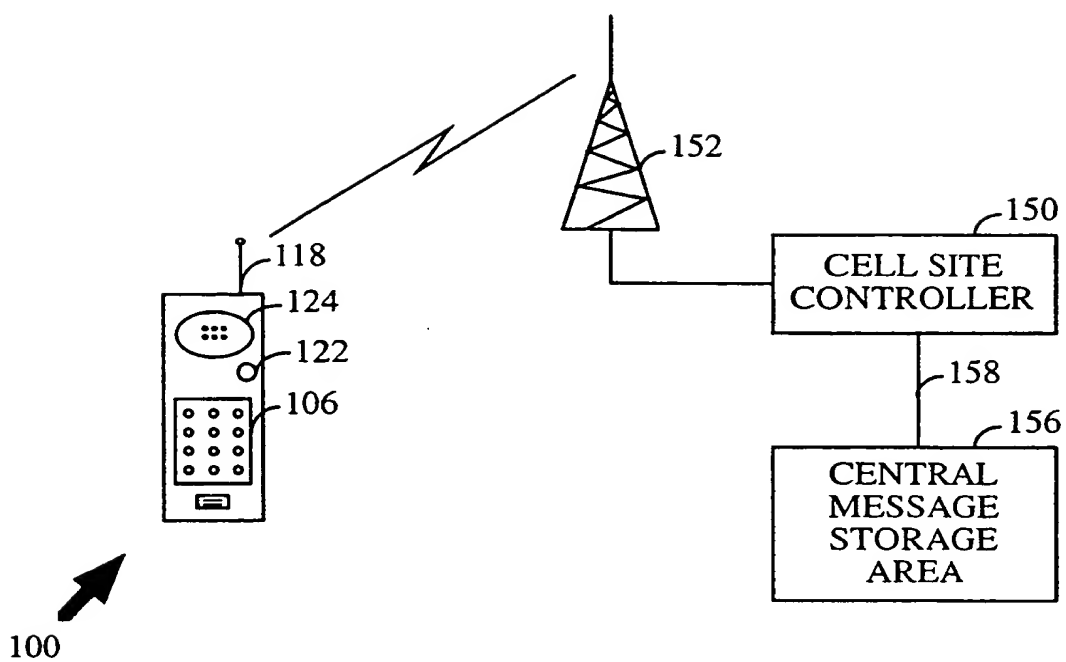 152
150
CELL SITE
CONTROLLER
118
124
122
158
106
156
CENTRAL
MESSAGE
STORAGE
AREA
100